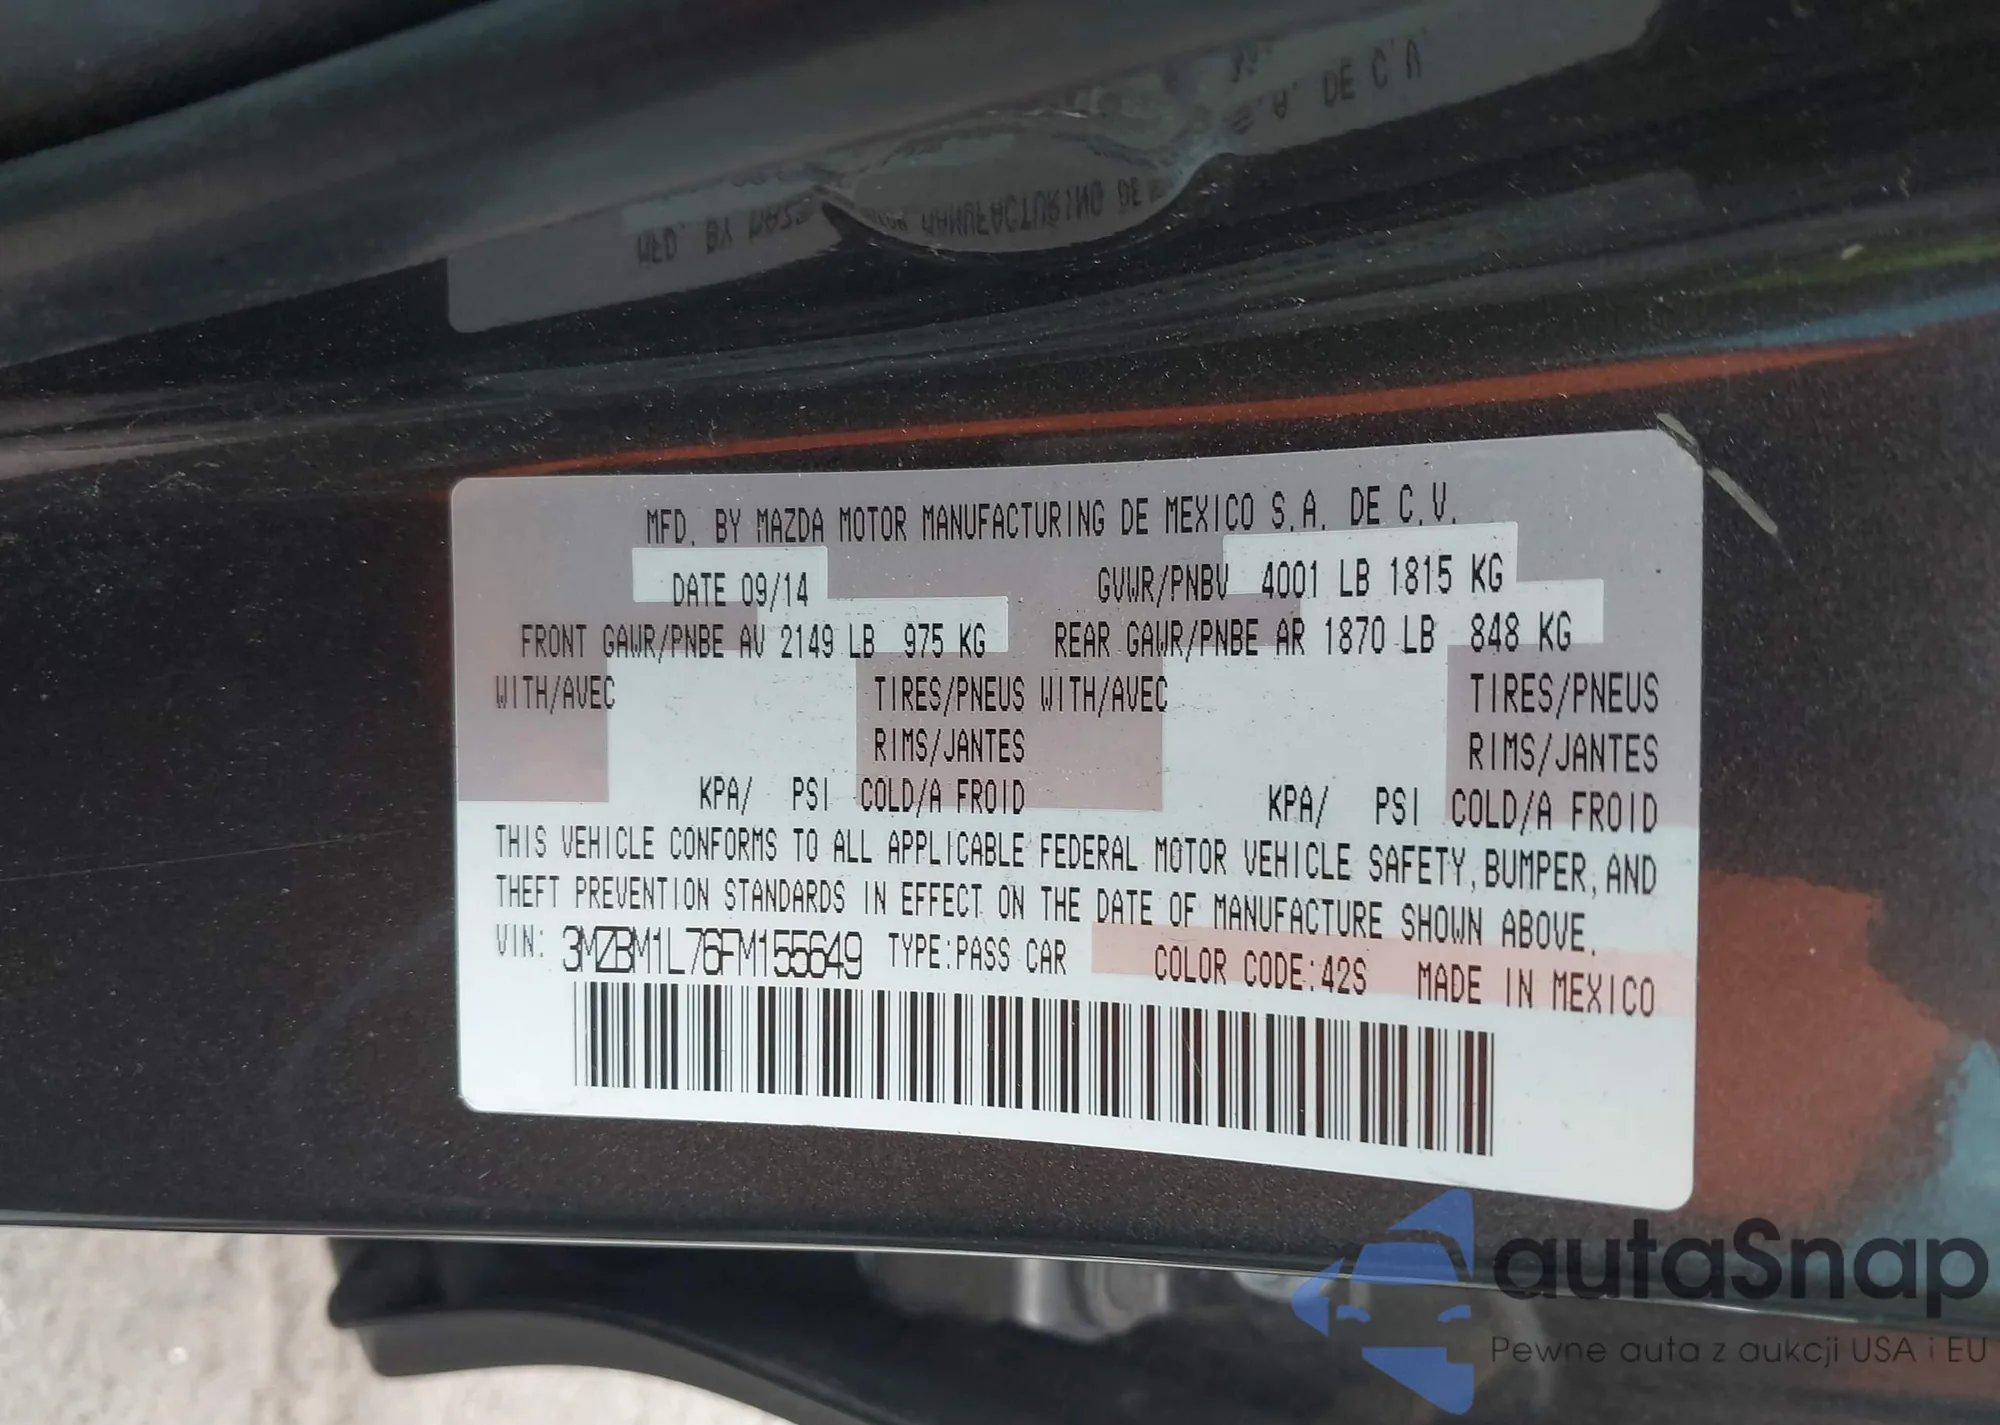 MFD. BY MAZDA MOTOR MANUFACTURING DE MEXICO S.A. DE C.V.
DATE 09/14 GVWR/PNBV 4001 LB 1815 KG
FRONT GAWR/PNBE AV 2149 LB 975 KG REAR GAWR/PNBE AR 1870 LB 848 KG
WITH/AVEC TIRES/PNEUS WITH/AVEC TIRES/PNEUS
RIMS/JANTES RIMS/JANTES
KPA/ PSI COLD/A FROID KPA/ PSI COLD/A FROID
THIS VEHICLE CONFORMS TO ALL APPLICABLE FEDERAL MOTOR VEHICLE SAFETY, BUMPER, AND
THEFT PREVENTION STANDARDS IN EFFECT ON THE DATE OF MANUFACTURE SHOWN ABOVE.
VIN: 3MZBM1L76FM155649 TYPE:PASS CAR COLOR CODE:42S MADE IN MEXICO
autaSnap
Pewne auta z aukcji USA i EU